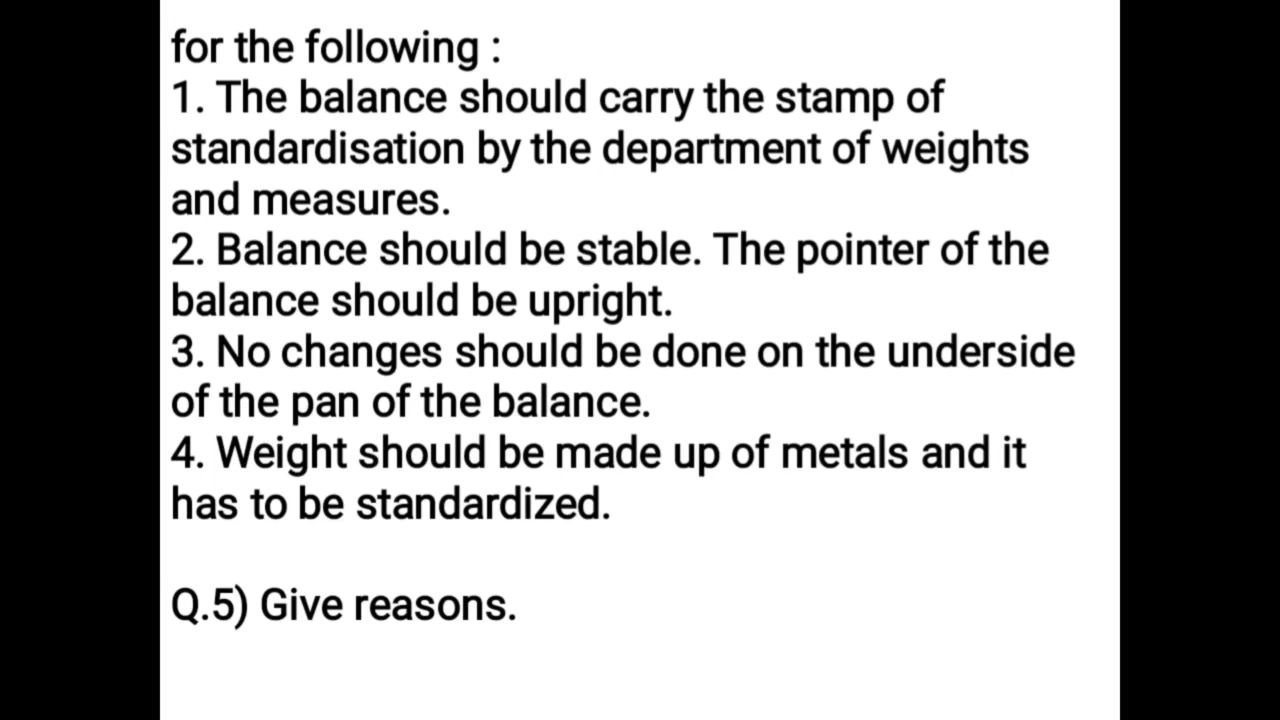 for the following :
1. The balance should carry the stamp of
standardisation by the department of weights
and measures.
2. Balance should be stable. The pointer of the
balance should be upright.
3. No changes should be done on the underside
of the pan of the balance.
4. Weight should be made up of metals and it
has to be standardized.
Q.5) Give reasons.